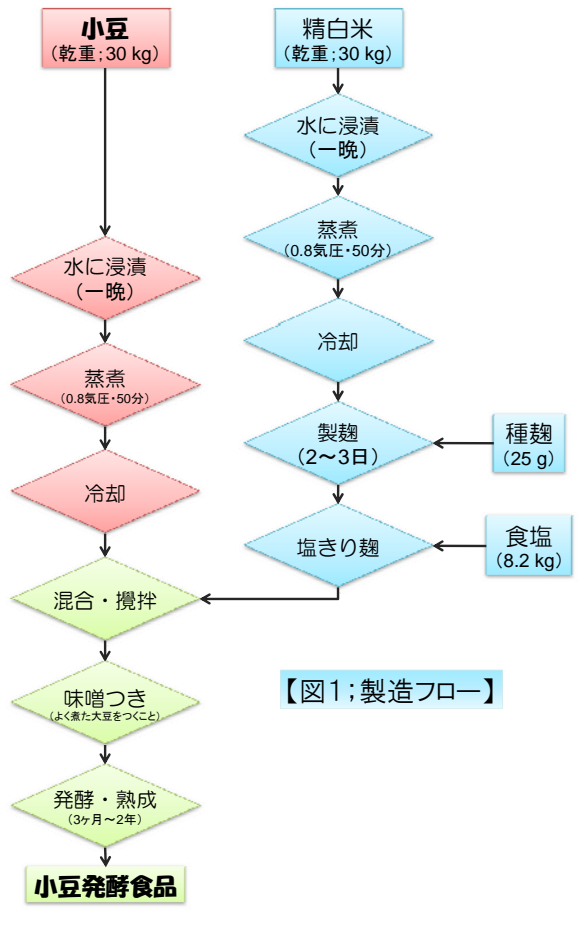 小豆
（乾重；30 kg）
水に浸漬
（一晩）
蒸煮
（0.8気圧・50分）
冷却
精白米
（乾重；30 kg）
水に浸漬
（一晩）
蒸煮
（0.8気圧・50分）
冷却
製麹
（2～3日）
種麹
（25 g）
塩きり麹
食塩
（8.2 kg）
混合・攪拌
味噌つき
（よく煮た大豆をつくこと）
発酵・熟成
（3ヶ月～2年）
小豆発酵食品
【図1；製造フロー】